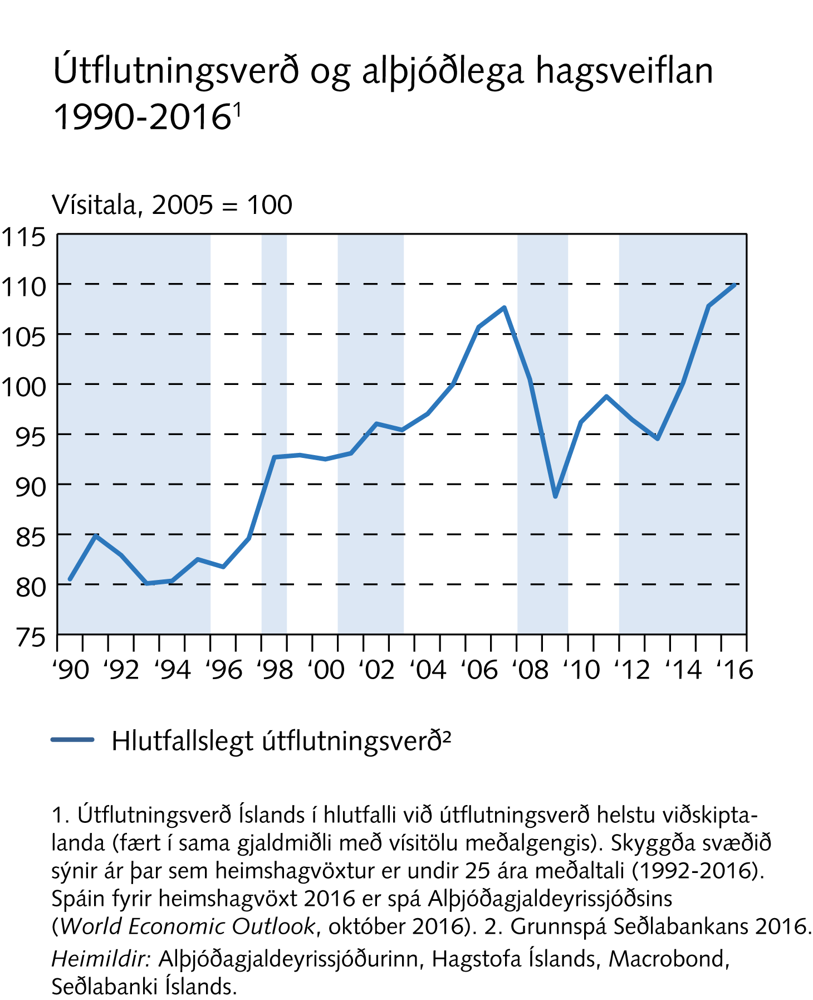 Útflutningsverð og alþjóðlega hagsveiflan
1990-2016¹
Vísitala, 2005 = 100
115
110
105
100
95
90
85
80
75
‘90 ‘92 ‘94 ‘96 ‘98 ‘00 ‘02 ‘04 ‘06 ‘08 ‘10 ‘12 ‘14 ‘16
Hlutfallslegt útflutningsverð²
1. Útflutningsverð Íslands í hlutfalli við útflutningsverð helstu viðskipta-
landa (fært í sama gjaldmiðli með vísitölu meðalgengis). Skyggða svæðið
sýnir ár þar sem heimshagvöxtur er undir 25 ára meðaltali (1992-2016).
Spáin fyrir heimshagvöxt 2016 er spá Alþjóðagjaldeyrissjóðsins
(World Economic Outlook, október 2016). 2. Grunnspá Seðlabankans 2016.
Heimildir: Alþjóðagjaldeyrissjóðurinn, Hagstofa Íslands, Macrobond,
Seðlabanki Íslands.